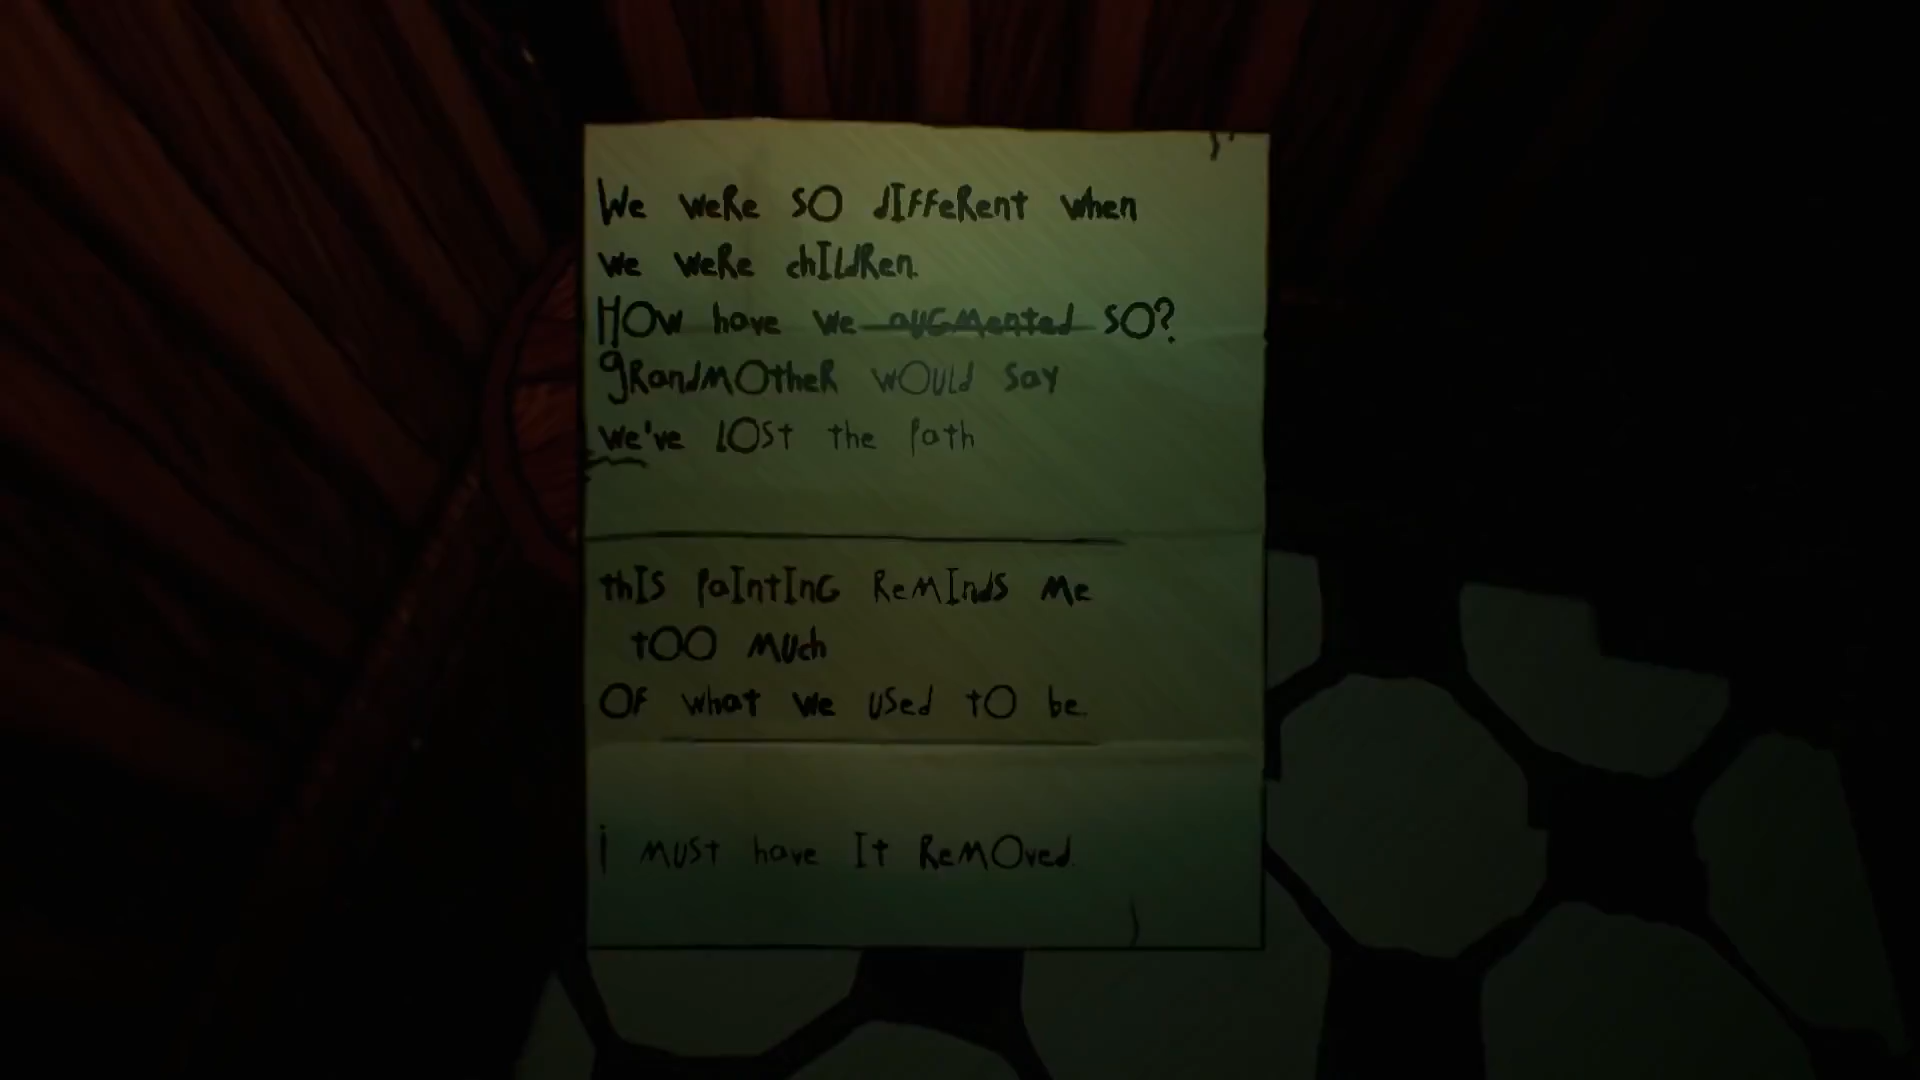 We weRe sO dIffeRent when
we weRe chILdRen.
HOw have we augMented sO?
gRandMOtheR wOuLd say
we've LOst the path
thIs paIntIng ReMInds Me
tOO Much
Of what we used tO be.
i Must have It ReMOved.